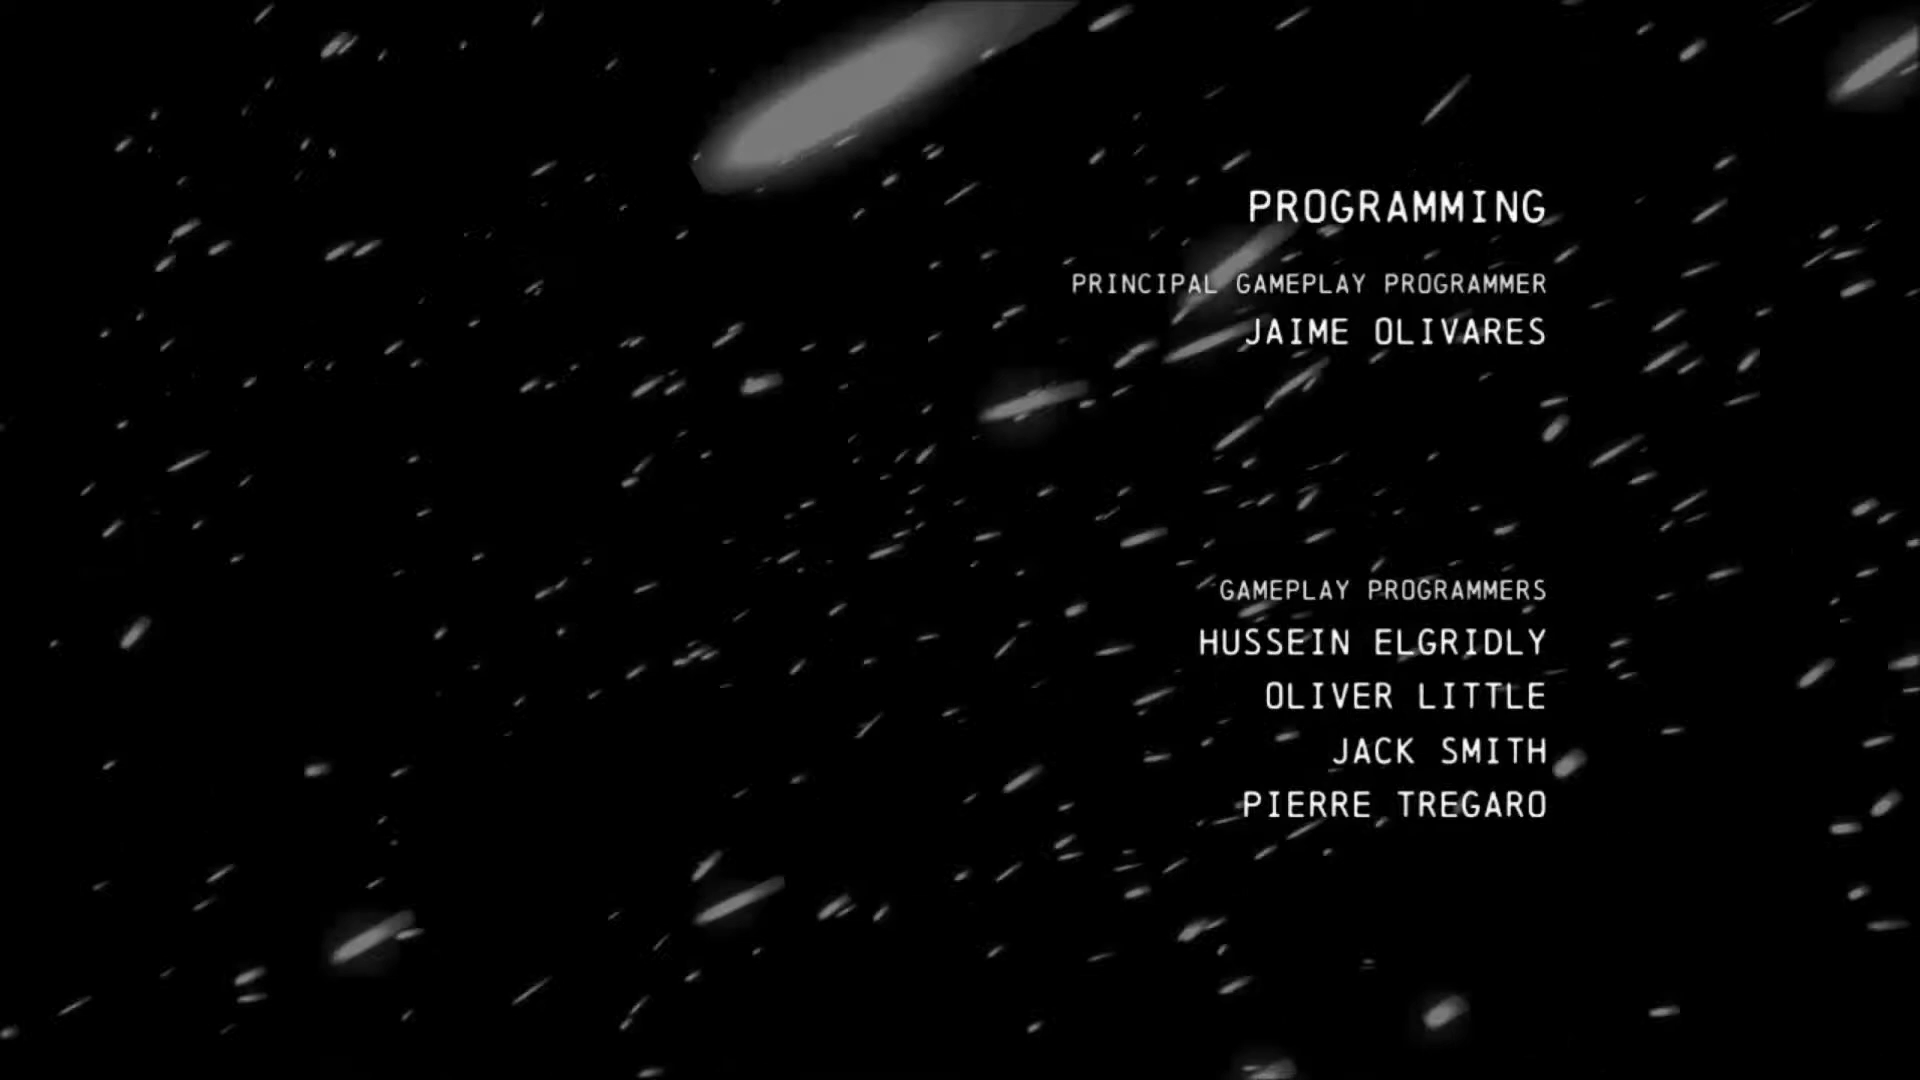 PROGRAMMING
PRINCIPAL GAMEPLAY PROGRAMMER
JAIME OLIVARES
GAMEPLAY PROGRAMMERS
HUSSEIN ELGRIDLY
OLIVER LITTLE
JACK SMITH
PIERRE TREGARO